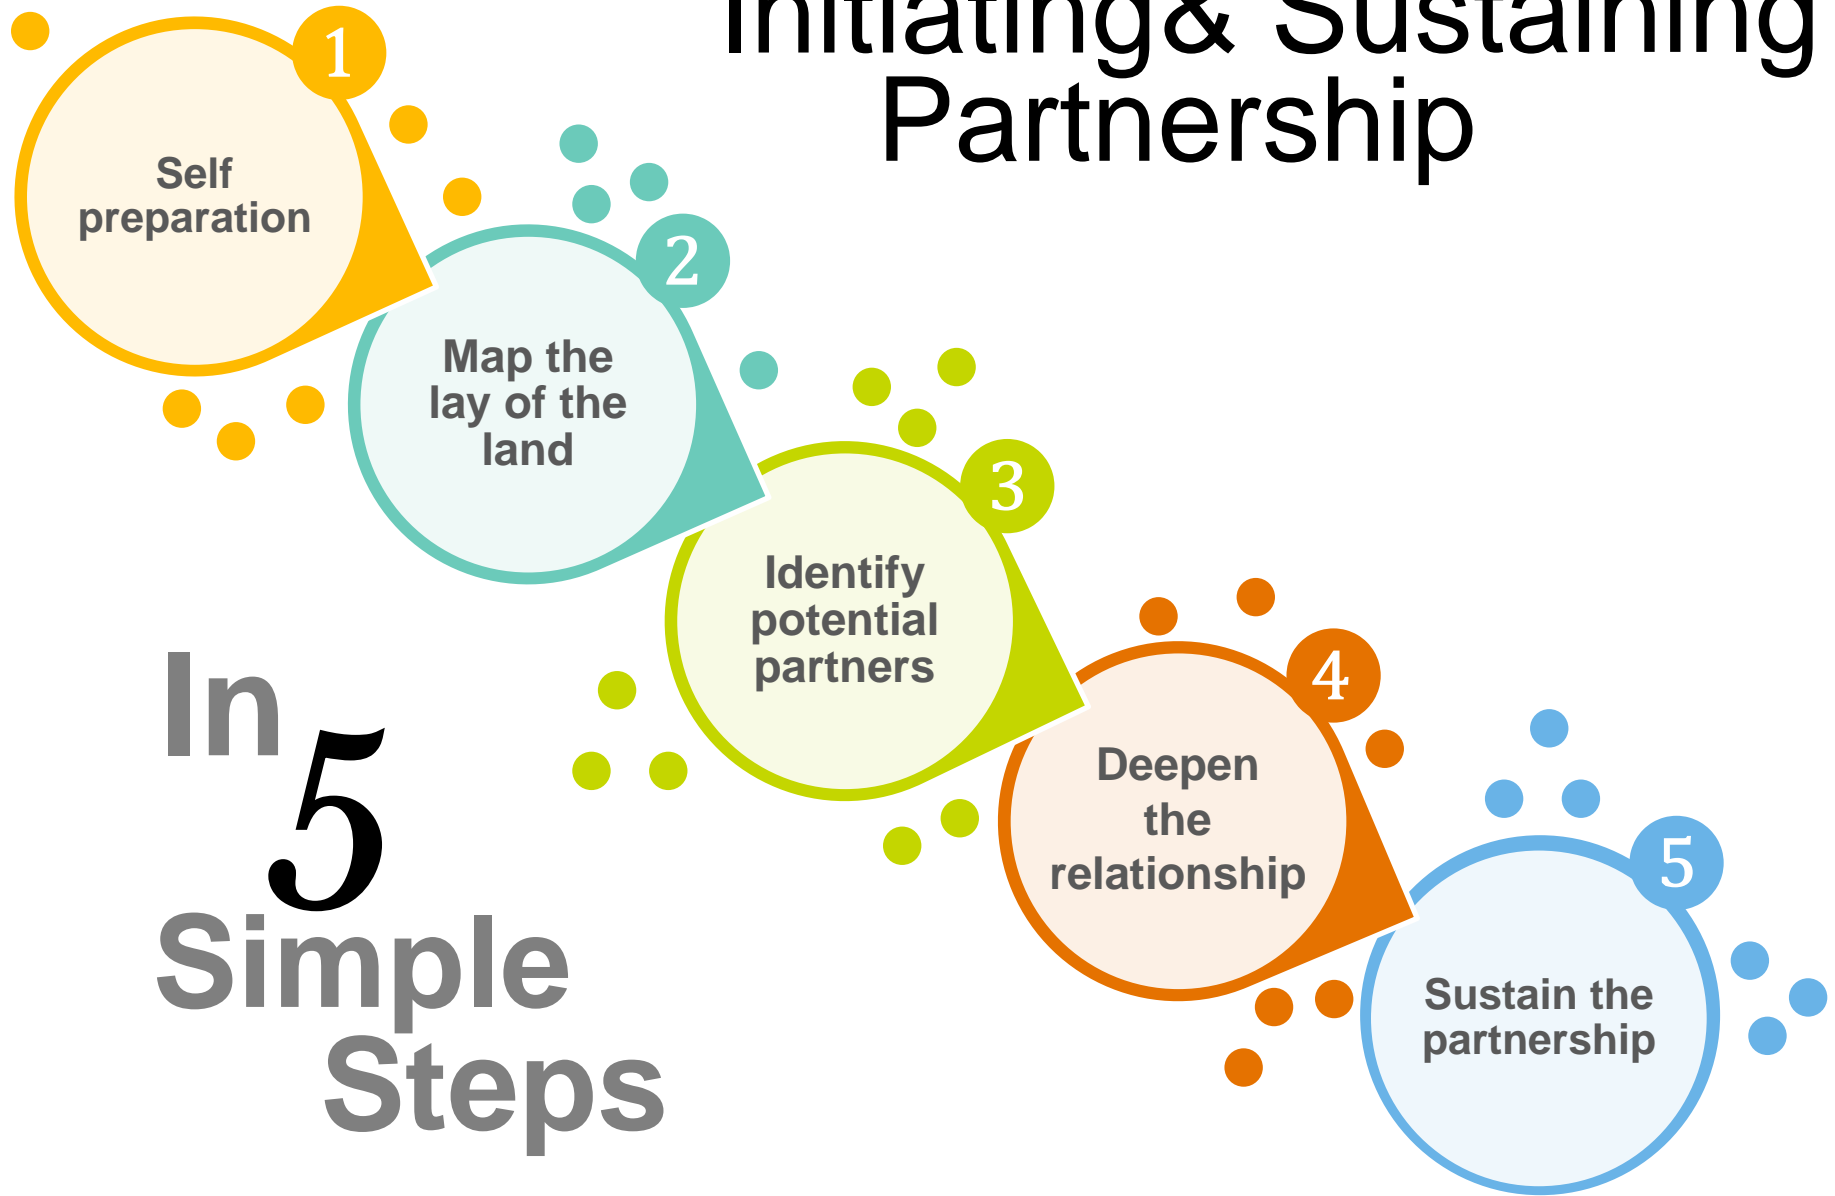 Initiating& Sustaining
Partnership
1
Self
preparation
2
Map the
lay of the
land
3
Identify
potential
partners
4
Deepen
the
relationship
5
Sustain the
partnership
In
5
Simple
Steps